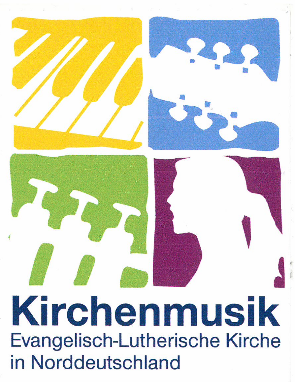 Kirchenmusik
Evangelisch-Lutherische Kirche
in Norddeutschland